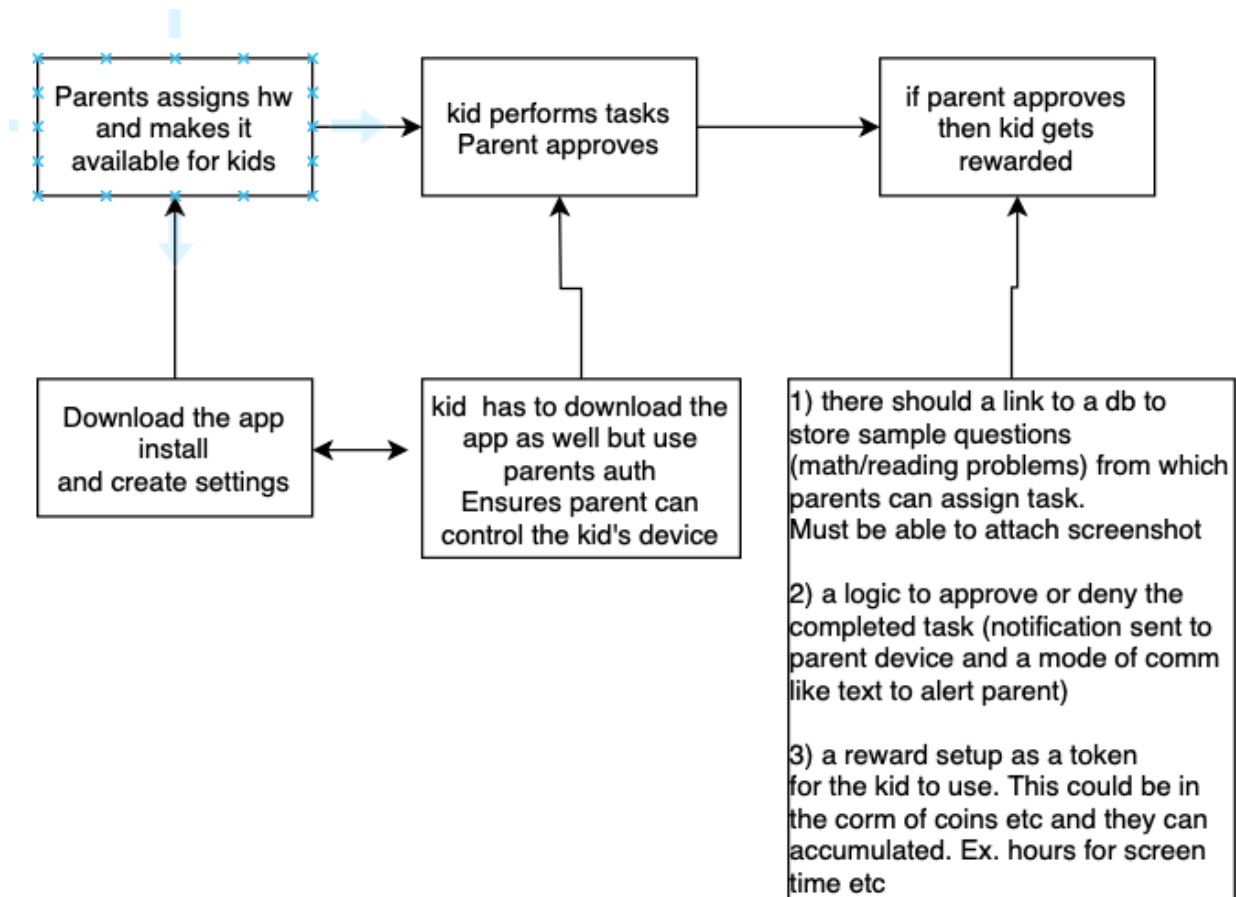 Parents assigns hw
and makes it
available for kids
kid performs tasks
Parent approves
if parent approves
then kid gets
rewarded
Download the app
install
and create settings
kid  has to download the
app as well but use
parents auth
Ensures parent can
control the kid's device
1) there should a link to a db to
store sample questions
(math/reading problems) from which
parents can assign task.
Must be able to attach screenshot
2) a logic to approve or deny the
completed task (notification sent to
parent device and a mode of comm
like text to alert parent)
3) a reward setup as a token
for the kid to use. This could be in
the corm of coins etc and they can
accumulated. Ex. hours for screen
time etc